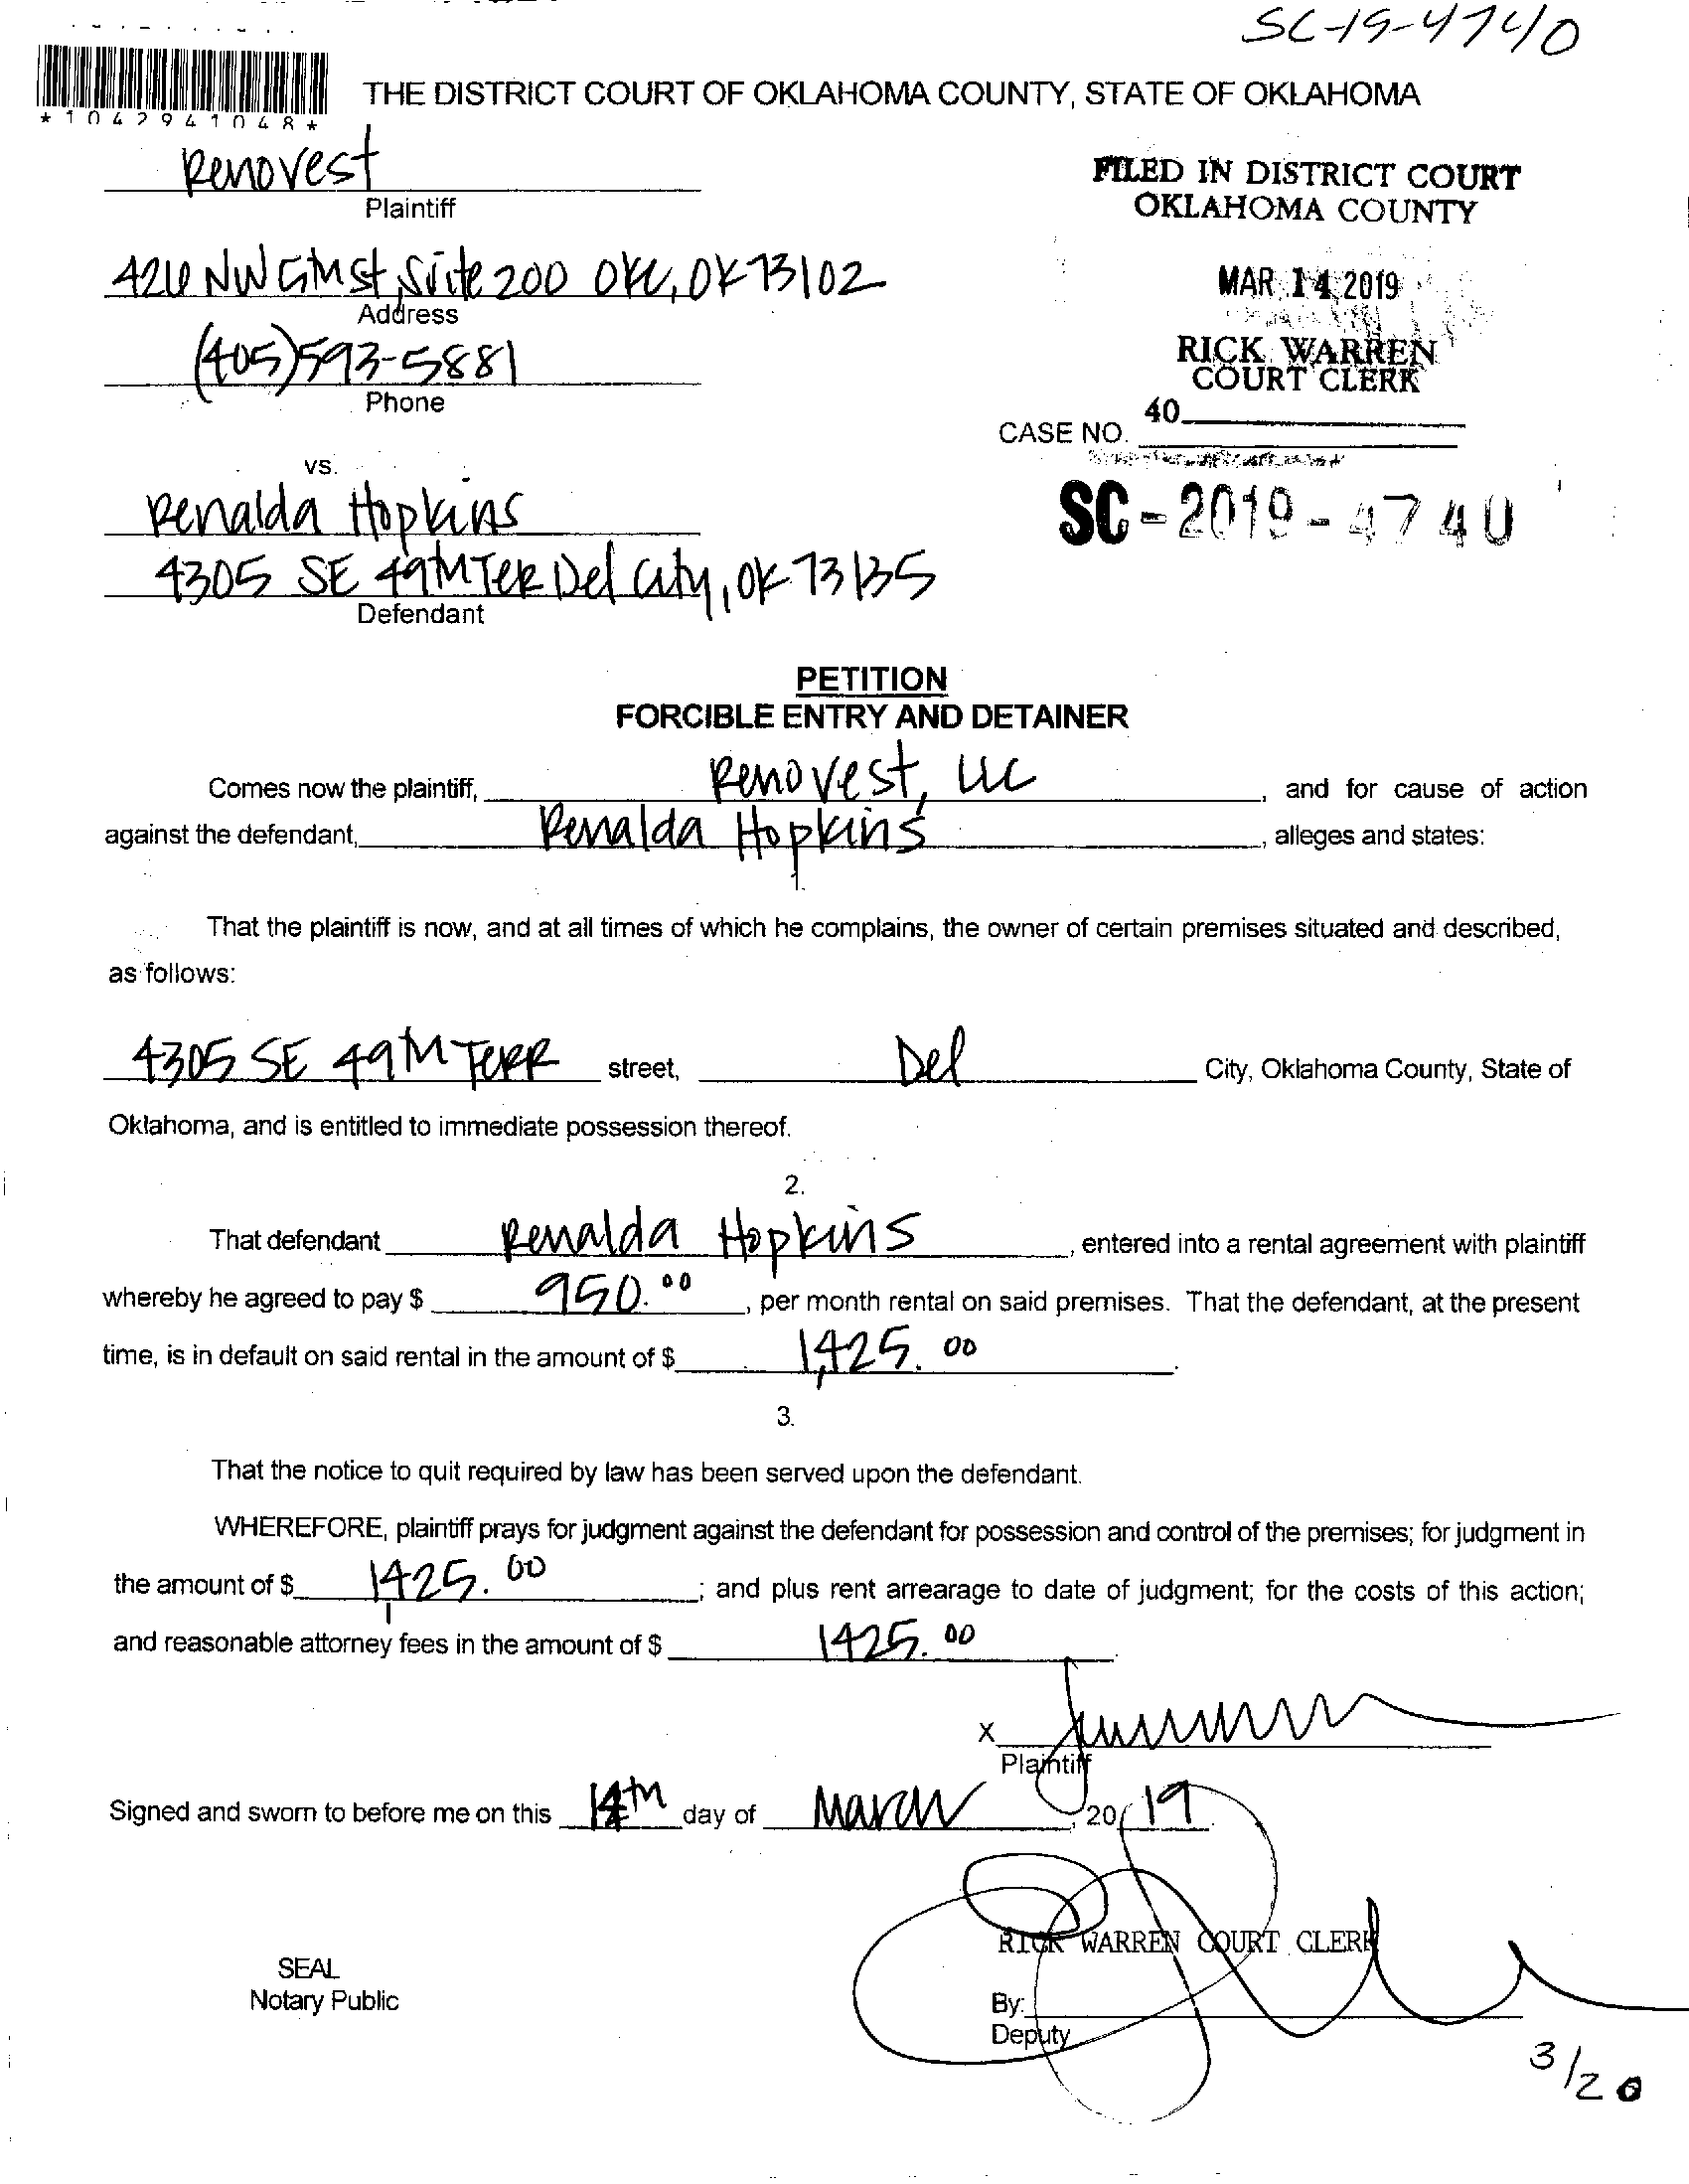 SC-19-4740
*1042941048*
THE DISTRICT COURT OF OKLAHOMA COUNTY, STATE OF OKLAHOMA
Renovest
Plaintiff
FILED IN DISTRICT COURT
OKLAHOMA COUNTY
MAR 14 2019
RICK WARREN
COURT CLERK
40
NW 5th St Suite 200 OKC, OK 73102
Address
(405)593-5881
Phone
CASE NO.
SC-2019-4740
vs.
Renalda Hopkins
4305 SE 49th TER Del City, OK 73135
Defendant
PETITION
FORCIBLE ENTRY AND DETAINER
Comes now the plaintiff, Renovest, LLC, and for cause of action
against the defendant, Renalda Hopkins, alleges and states:
1.
That the plaintiff is now, and at all times of which he complains, the owner of certain premises situated and described,
as follows:
4305 SE 49th TERR street, Del City, Oklahoma County, State of
Oklahoma, and is entitled to immediate possession thereof.
2.
That defendant Renalda Hopkins, entered into a rental agreement with plaintiff
whereby he agreed to pay $ 950.00, per month rental on said premises. That the defendant, at the present
time, is in default on said rental in the amount of $ 1,425.00.
3.
That the notice to quit required by law has been served upon the defendant.
WHEREFORE, plaintiff prays for judgment against the defendant for possession and control of the premises; for judgment in
the amount of $ 1,425.00; and plus rent arrearage to date of judgment; for the costs of this action;
and reasonable attorney fees in the amount of $ 1425.00.
X
Plaintiff
Signed and sworn to before me on this 14th day of March, 2019.
RICK WARREN COURT CLERK
SEAL
Notary Public
By:
Deputy
3/20